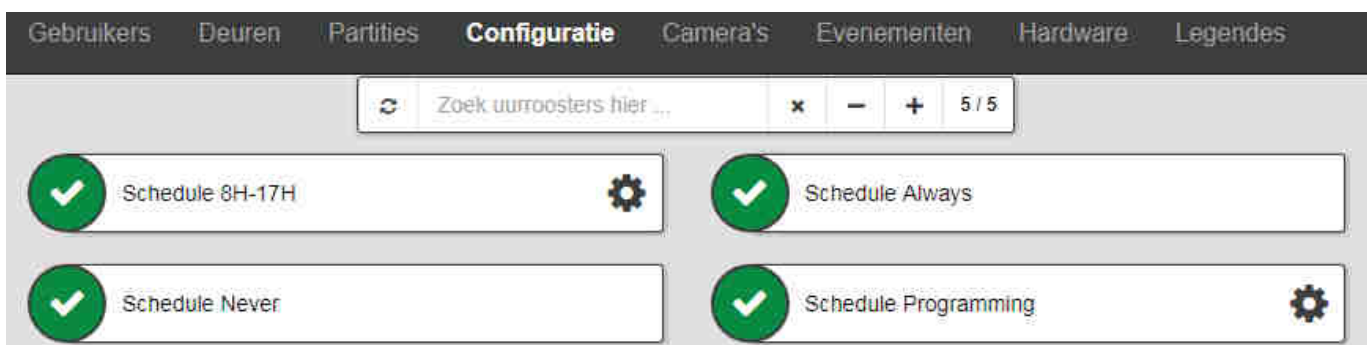 Gebruikers Deuren Partities Configuratie Camera's Evenementen Hardware Legendes
Zoek uurroosters hier ... 5 / 5
Schedule 8H-17H Schedule Always
Schedule Never Schedule Programming